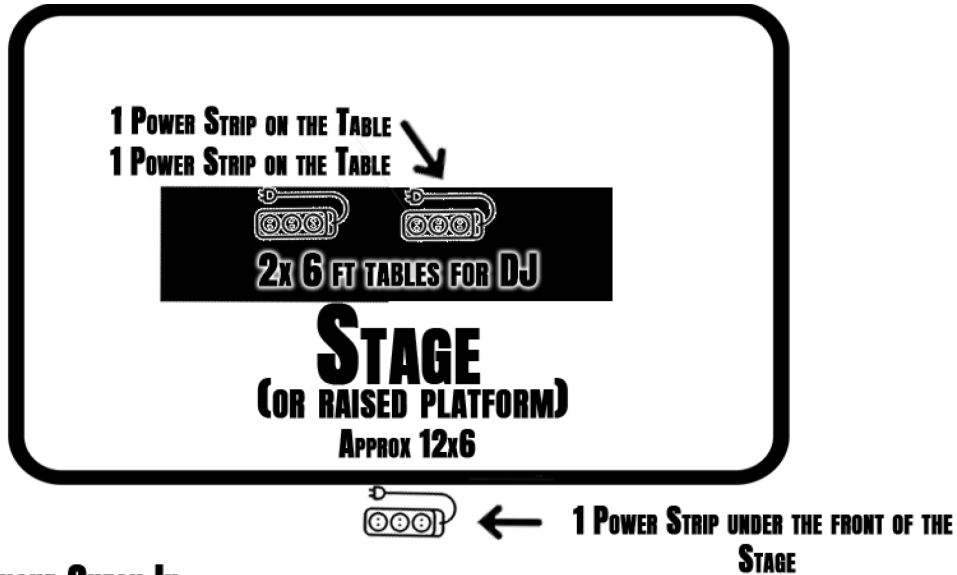 1 Power Strip on the Table
1 Power Strip on the Table
2x 6 ft tables for DJ
Stage
(or raised platform)
Approx 12x6
1 Power Strip under the front of the
Stage